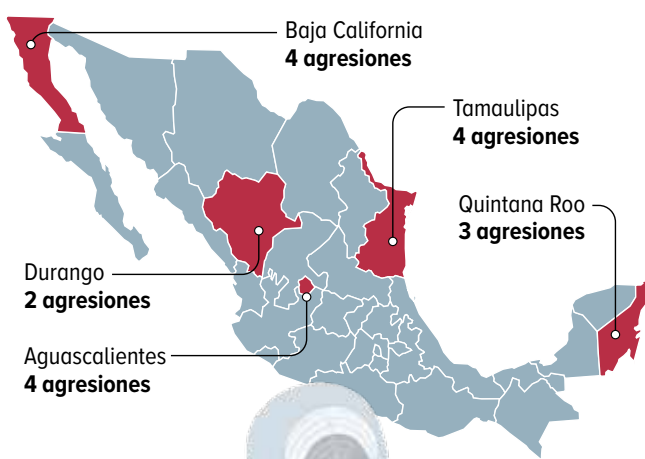 Baja California
4 agresiones
Tamaulipas
4 agresiones
Quintana Roo
3 agresiones
Durango
2 agresiones
Aguascalientes
4 agresiones